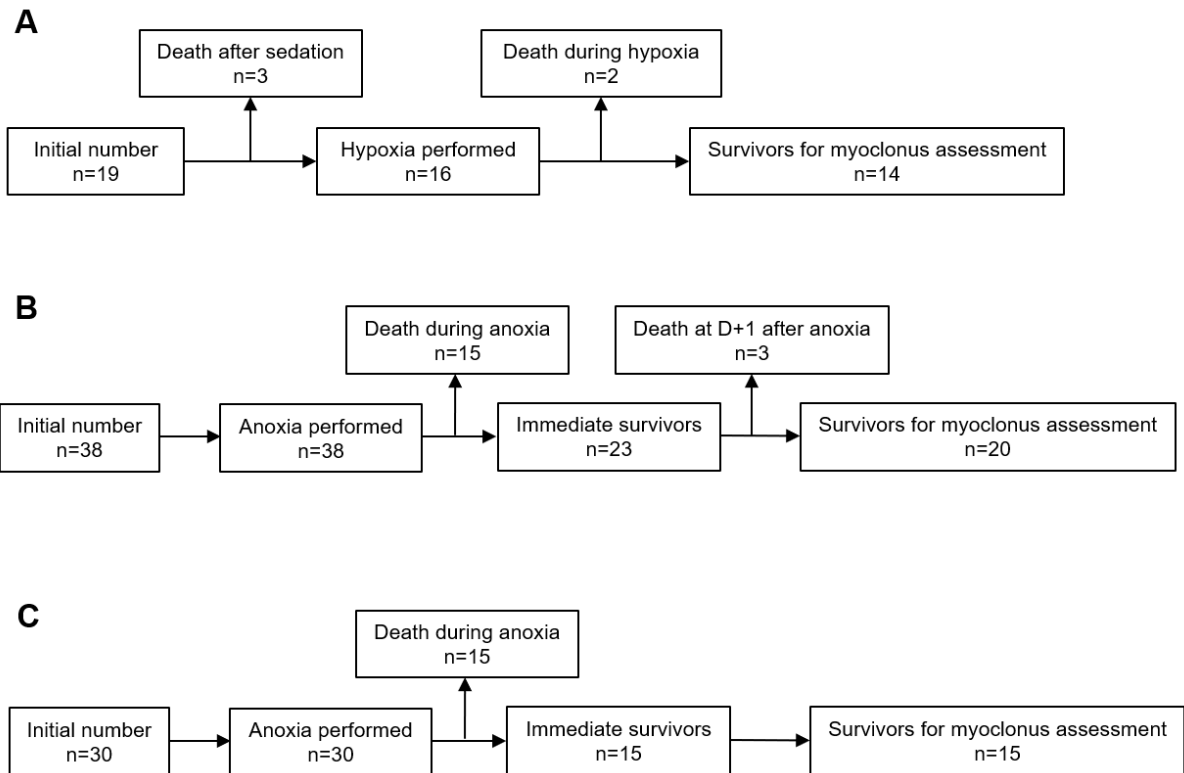 A
Death after sedation
n=3
Death during hypoxia
n=2
Initial number
n=19
Hypoxia performed
n=16
Survivors for myoclonus assessment
n=14
B
Death during anoxia
n=15
Death at D+1 after anoxia
n=3
Initial number
n=38
Anoxia performed
n=38
Immediate survivors
n=23
Survivors for myoclonus assessment
n=20
C
Death during anoxia
n=15
Initial number
n=30
Anoxia performed
n=30
Immediate survivors
n=15
Survivors for myoclonus assessment
n=15